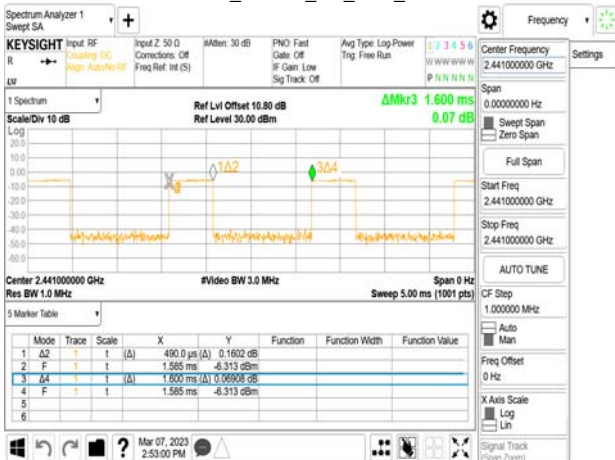 Spectrum Analyzer 1
Swept SA
Frequency
KEYSIGHT
R
Input: RF
Coupling: DC
Align: Auto/No RF
Input Z: 50 Ω
Corrections: Off
Freq Ref: Int (S)
#Atten: 30 dB
PNO: Fast
Gate: Off
IF Gain: Low
Sig Track: Off
Avg Type: Log-Power
Trig: Free Run
1 2 3 4 5 6
W W W W W W
P N N N N N
Center Frequency
2.441000000 GHz
Settings
1 Spectrum
Scale/Div 10 dB
Ref Lvl Offset 10.80 dB
Ref Level 30.00 dBm
ΔMkr3 1.600 ms
0.07 dB
Span
0.00000000 Hz
Swept Span
Zero Span
Full Span
Start Freq
2.441000000 GHz
Stop Freq
2.441000000 GHz
AUTO TUNE
CF Step
1.000000 MHz
Auto
Man
Freq Offset
0 Hz
X Axis Scale
Log
Lin
Signal Track
(Span Zoom)
Log
20.0
10.0
0.00
-10.0
-20.0
-30.0
-40.0
-50.0
-60.0
1Δ2
3Δ4
Center 2.441000000 GHz
Res BW 1.0 MHz
#Video BW 3.0 MHz
Span 0 Hz
Sweep 5.00 ms (1001 pts)
5 Marker Table
Mode Trace Scale X Y Function Function Width Function Value
1 Δ2 1 t (Δ) 490.0 µs (Δ) 0.1602 dB
2 F 1 t 1.585 ms -6.313 dBm
3 Δ4 1 t (Δ) 1.600 ms (Δ) 0.06908 dB
4 F 1 t 1.585 ms -6.313 dBm
5
6
?
Mar 07, 2023
2:53:00 PM